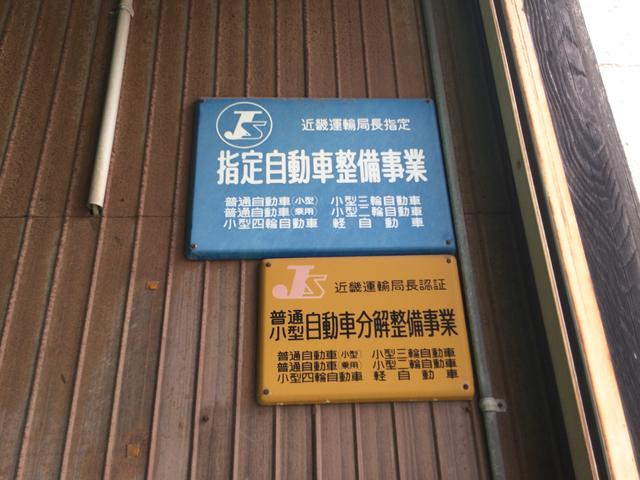 JS
近畿運輸局長指定
指定自動車整備事業
普通自動車(小型) 小型三輪自動車
普通自動車(乗用) 小型二輪自動車
小型四輪自動車 軽自動車
JS
近畿運輸局長認証
普通小型自動車分解整備事業
普通自動車(小型) 小型三輪自動車
普通自動車(乗用) 小型二輪自動車
小型四輪自動車 軽自動車